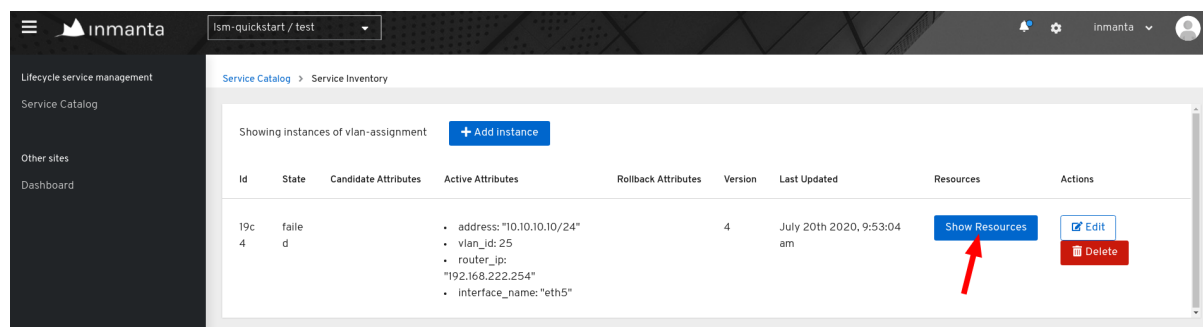 inmanta
lsm-quickstart / test
inmanta
Lifecycle service management
Service Catalog
Other sites
Dashboard
Service Catalog > Service Inventory
Showing instances of vlan-assignment
+ Add instance
Id State Candidate Attributes Active Attributes Rollback Attributes Version Last Updated Resources Actions
19c
4
faile
d
• address: "10.10.10.10/24"
• vlan_id: 25
• router_ip:
"192.168.222.254"
• interface_name: "eth5"
4
July 20th 2020, 9:53:04
am
Show Resources
Edit
Delete